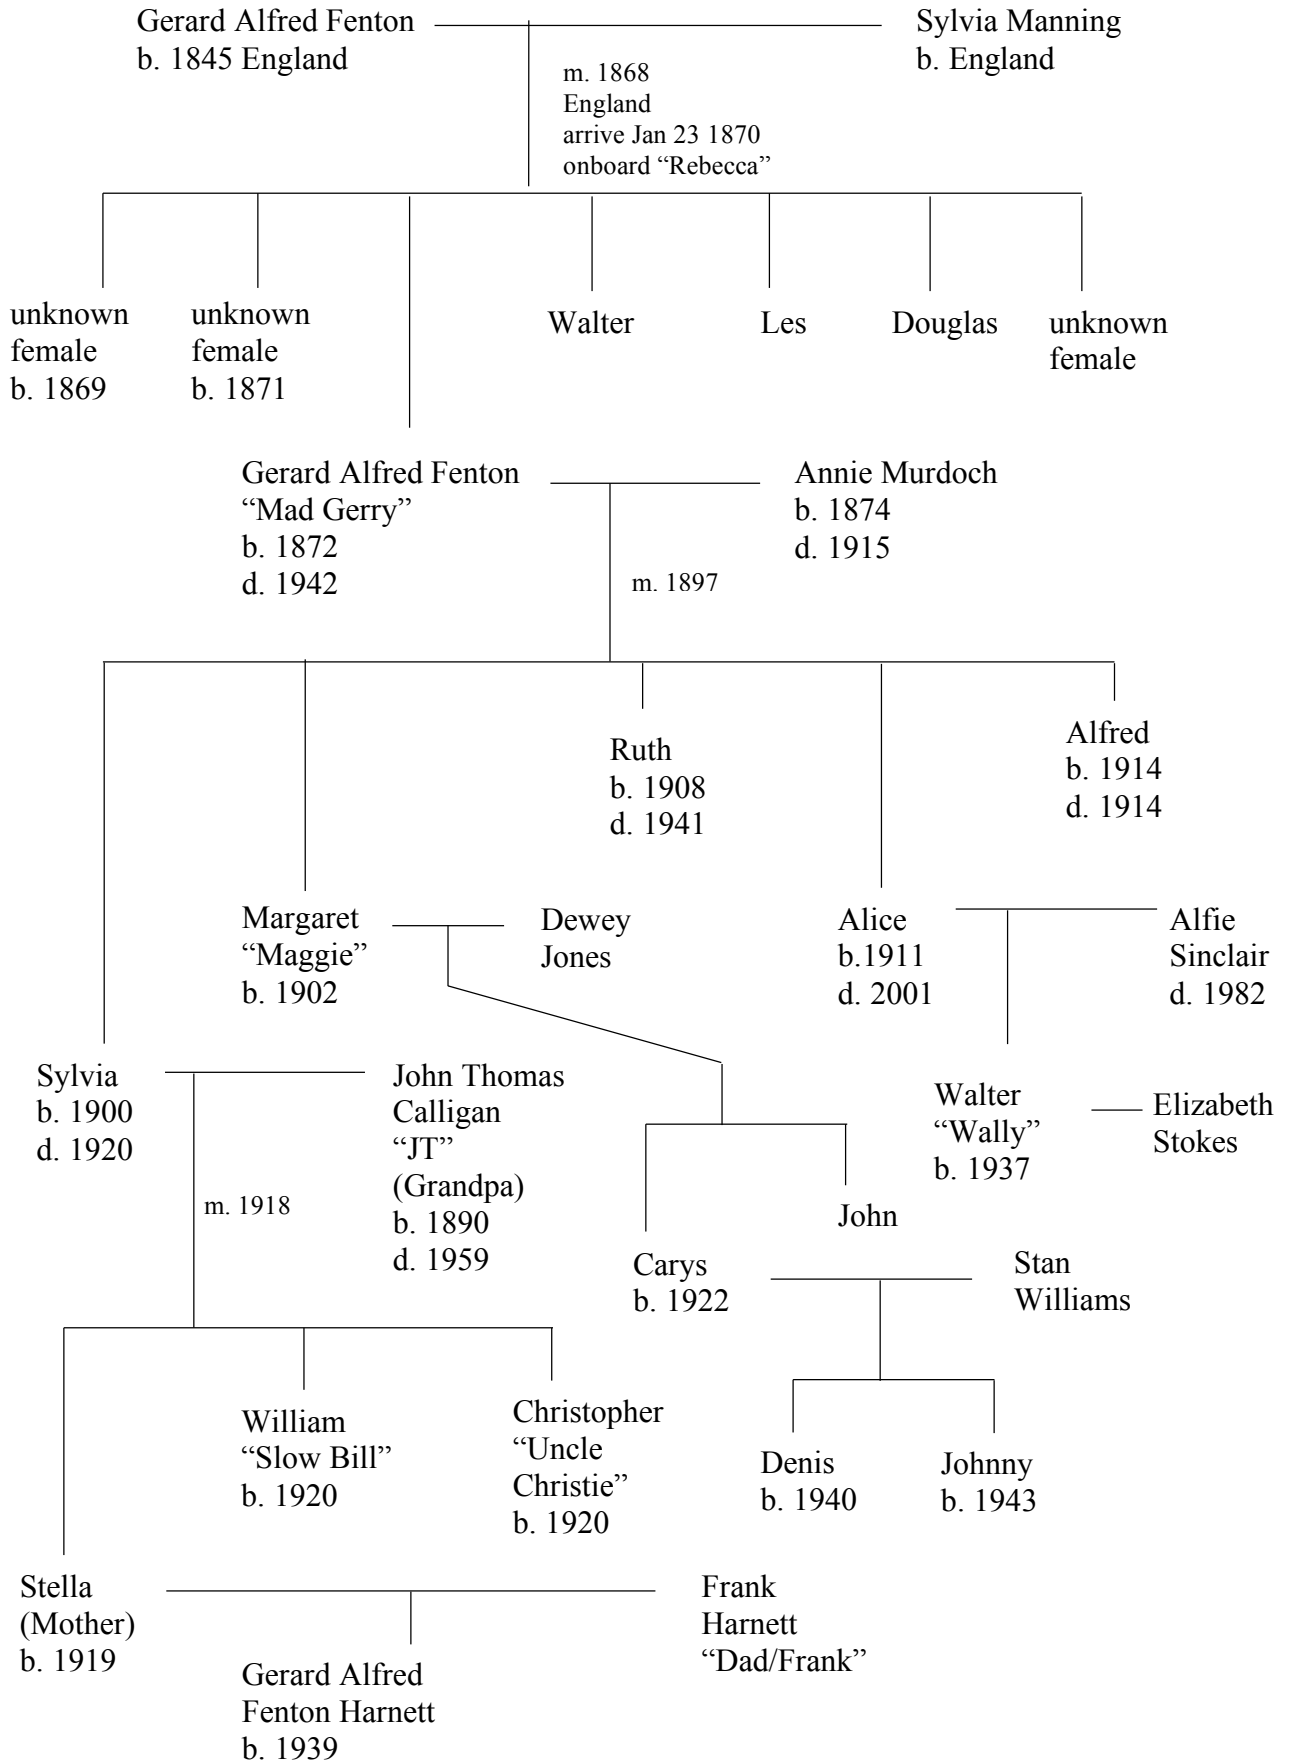 Gerard Alfred Fenton
b. 1845 England
Sylvia Manning
b. England
m. 1868
England
arrive Jan 23 1870
onboard “Rebecca”
unknown
female
b. 1869
unknown
female
b. 1871
Walter
Les
Douglas
unknown
female
Gerard Alfred Fenton
“Mad Gerry”
b. 1872
d. 1942
Annie Murdoch
b. 1874
d. 1915
m. 1897
Ruth
b. 1908
d. 1941
Alfred
b. 1914
d. 1914
Margaret
“Maggie”
b. 1902
Dewey
Jones
Alice
b.1911
d. 2001
Alfie
Sinclair
d. 1982
Sylvia
b. 1900
d. 1920
John Thomas
Calligan
“JT”
(Grandpa)
b. 1890
d. 1959
m. 1918
Walter
“Wally”
b. 1937
Elizabeth
Stokes
John
Carys
b. 1922
Stan
Williams
William
“Slow Bill”
b. 1920
Christopher
“Uncle
Christie”
b. 1920
Denis
b. 1940
Johnny
b. 1943
Stella
(Mother)
b. 1919
Frank
Harnett
“Dad/Frank”
Gerard Alfred
Fenton Harnett
b. 1939